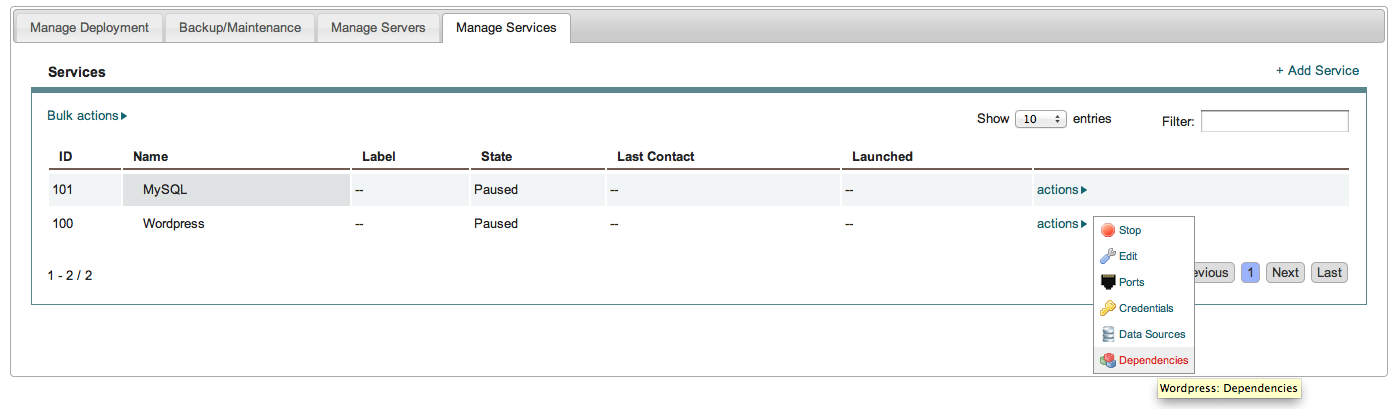 Manage Deployment Backup/Maintenance Manage Servers Manage Services
Services + Add Service
Bulk actions Show 10 entries Filter:
ID Name Label State Last Contact Launched
101 MySQL -- Paused -- -- actions
100 Wordpress -- Paused -- -- actions
Stop
Edit
1 - 2 / 2 evious 1 Next Last
Ports
Credentials
Data Sources
Dependencies
Wordpress: Dependencies